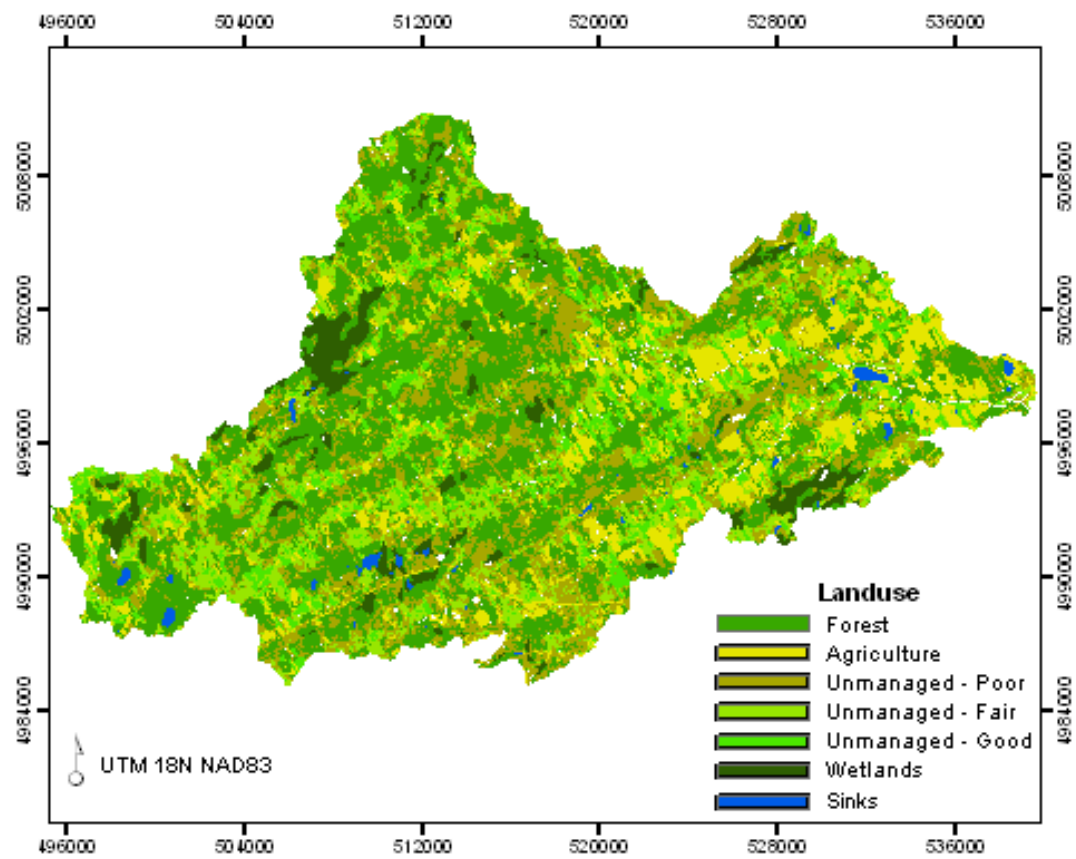 496000 504000 512000 520000 528000 536000
5008000 5008000
5002000 5002000
4996000 4996000
4990000 4990000
4984000 4984000
Landuse
Forest
Agriculture
Unmanaged - Poor
Unmanaged - Fair
Unmanaged - Good
Wetlands
Sinks
UTM 18N NAD83
496000 504000 512000 520000 528000 536000